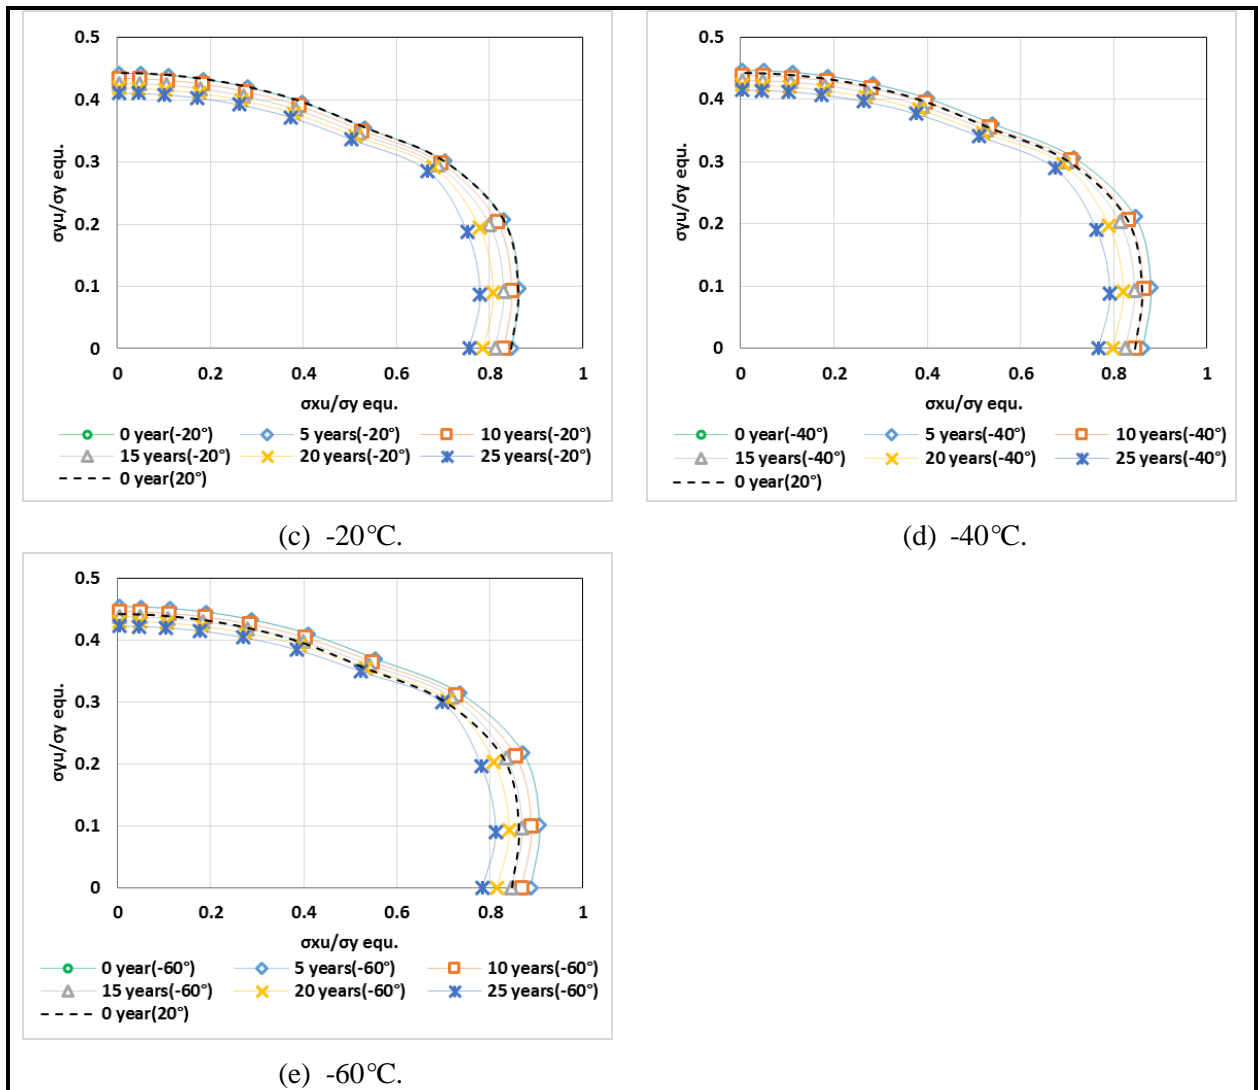 0.5
0.4
0.3
0.2
0.1
0
σyu/σy equ.
0 0.2 0.4 0.6 0.8 1
σxu/σy equ.
0 year(-20°) 5 years(-20°) 10 years(-20°)
15 years(-20°) 20 years(-20°) 25 years(-20°)
0 year(20°)
(c) -20°C.
0.5
0.4
0.3
0.2
0.1
0
σyu/σy equ.
0 0.2 0.4 0.6 0.8 1
σxu/σy equ.
0 year(-40°) 5 years(-40°) 10 years(-40°)
15 years(-40°) 20 years(-40°) 25 years(-40°)
0 year(20°)
(d) -40°C.
0.5
0.4
0.3
0.2
0.1
0
σyu/σy equ.
0 0.2 0.4 0.6 0.8 1
σxu/σy equ.
0 year(-60°) 5 years(-60°) 10 years(-60°)
15 years(-60°) 20 years(-60°) 25 years(-60°)
0 year(20°)
(e) -60°C.